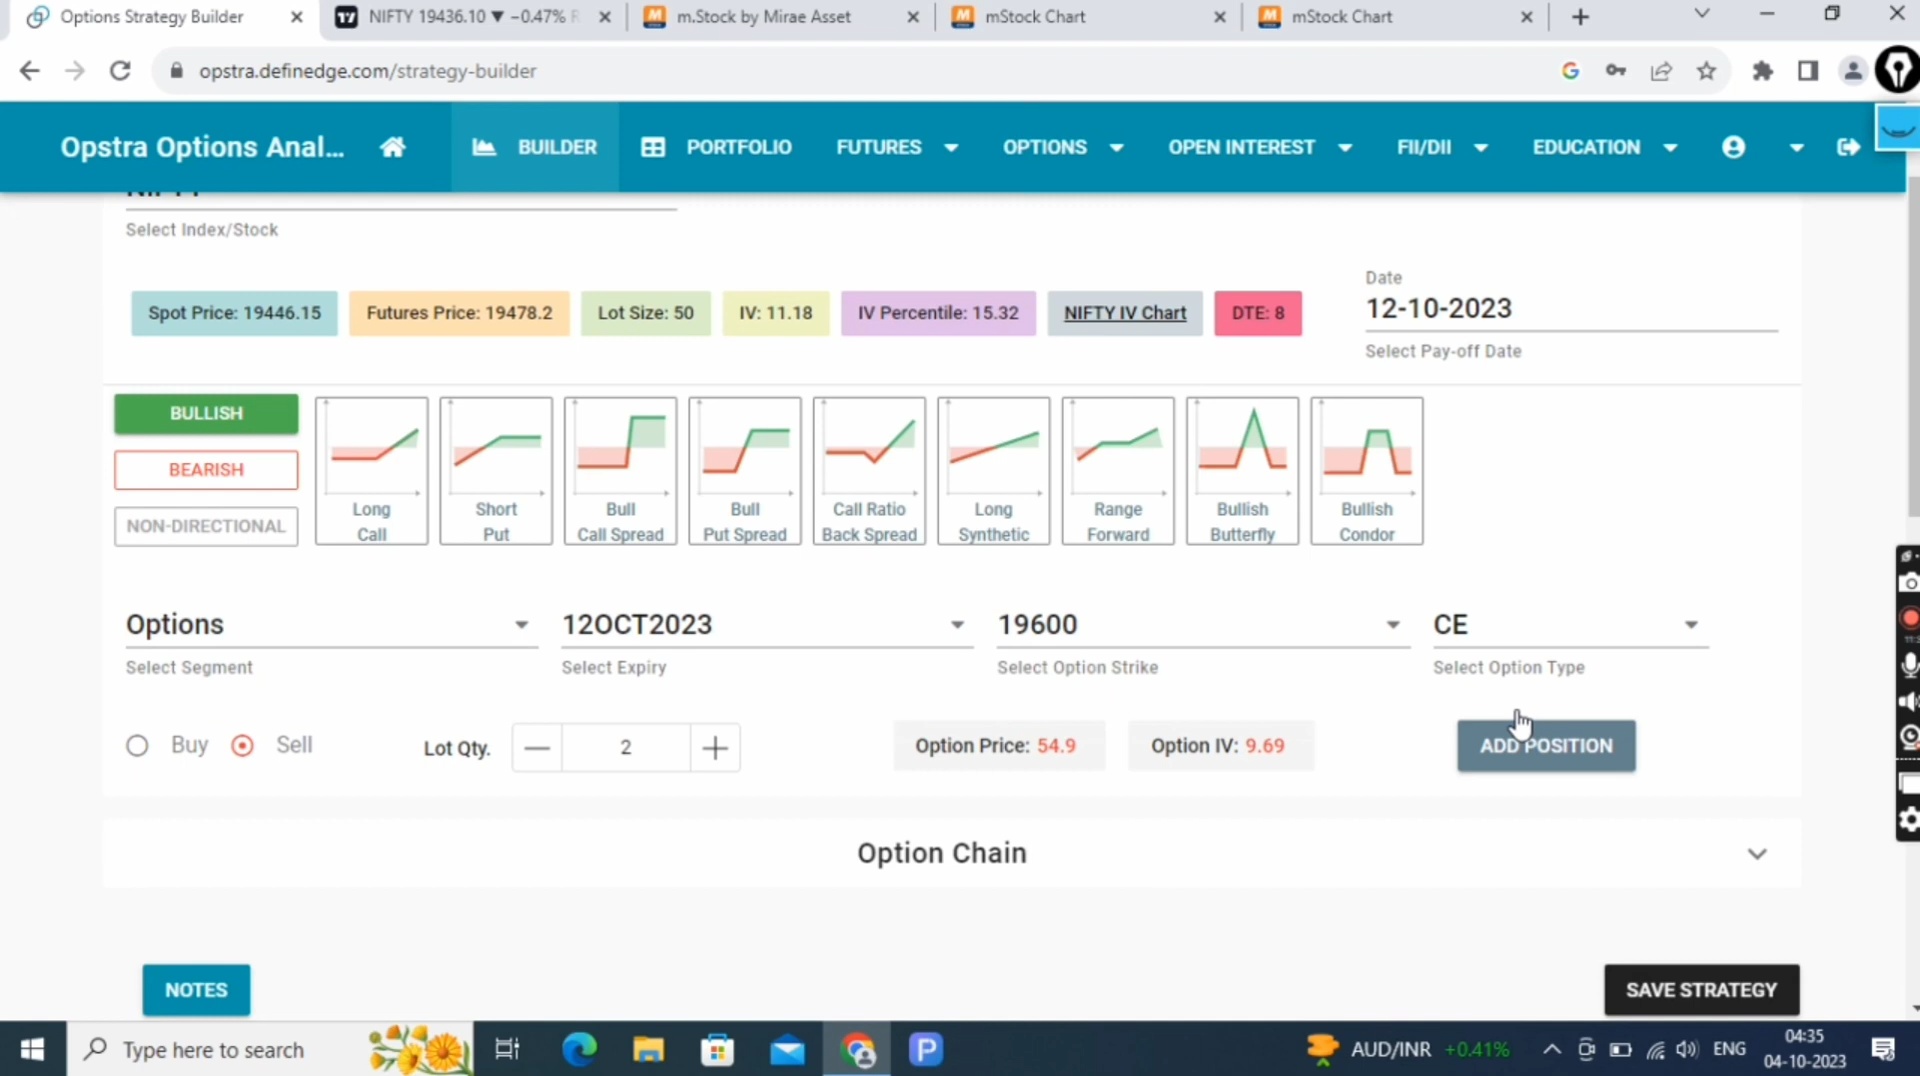 Options Strategy Builder
NIFTY 19436.10 ▼ −0.47% R
m.Stock by Mirae Asset
mStock Chart
mStock Chart
opstra.definedge.com/strategy-builder
Opstra Options Anal...
BUILDER
PORTFOLIO
FUTURES
OPTIONS
OPEN INTEREST
FII/DII
EDUCATION
NIFTY
Select Index/Stock
Spot Price: 19446.15
Futures Price: 19478.2
Lot Size: 50
IV: 11.18
IV Percentile: 15.32
NIFTY IV Chart
DTE: 8
Date
12-10-2023
Select Pay-off Date
BULLISH
BEARISH
NON-DIRECTIONAL
Long
Call
Short
Put
Bull
Call Spread
Bull
Put Spread
Call Ratio
Back Spread
Long
Synthetic
Range
Forward
Bullish
Butterfly
Bullish
Condor
Options
Select Segment
12OCT2023
Select Expiry
19600
Select Option Strike
CE
Select Option Type
Buy
Sell
Lot Qty.
2
Option Price: 54.9
Option IV: 9.69
ADD POSITION
Option Chain
NOTES
SAVE STRATEGY
Type here to search
AUD/INR +0.41%
ENG
04:35
04-10-2023